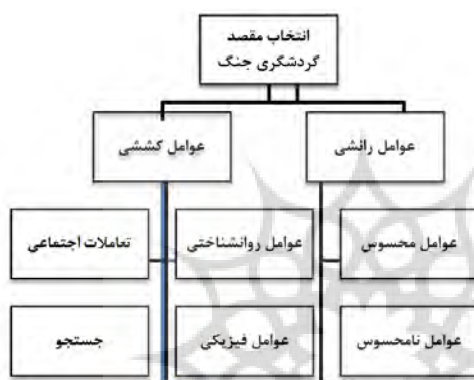 انتخاب مقصد
گردشگری جنگ
عوامل رانشی
عوامل کششی
عوامل محسوس
عوامل روانشناختی
تعاملات اجتماعی
عوامل نامحسوس
عوامل فیزیکی
جستجو